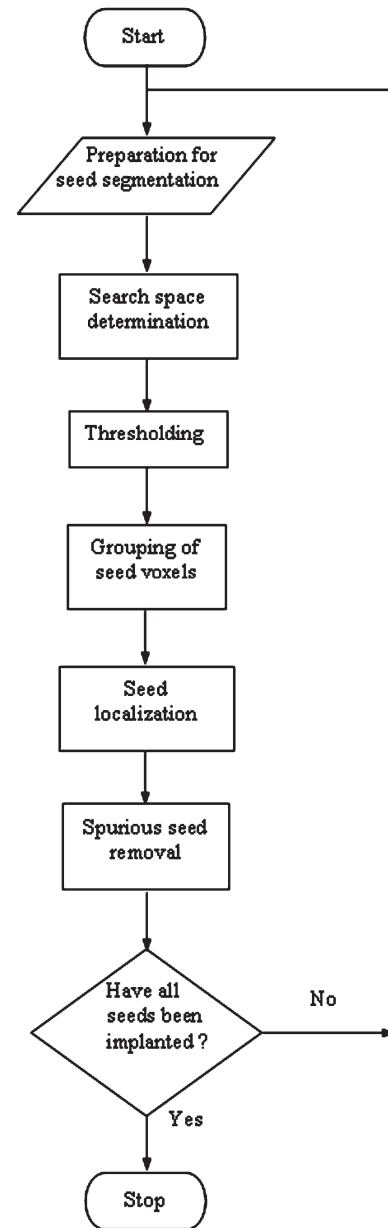 Start
Preparation for
seed segmentation
Search space
determination
Thresholding
Grouping of
seed voxels
Seed
localization
Spurious seed
removal
Have all
seeds been
implanted ?
No
Yes
Stop